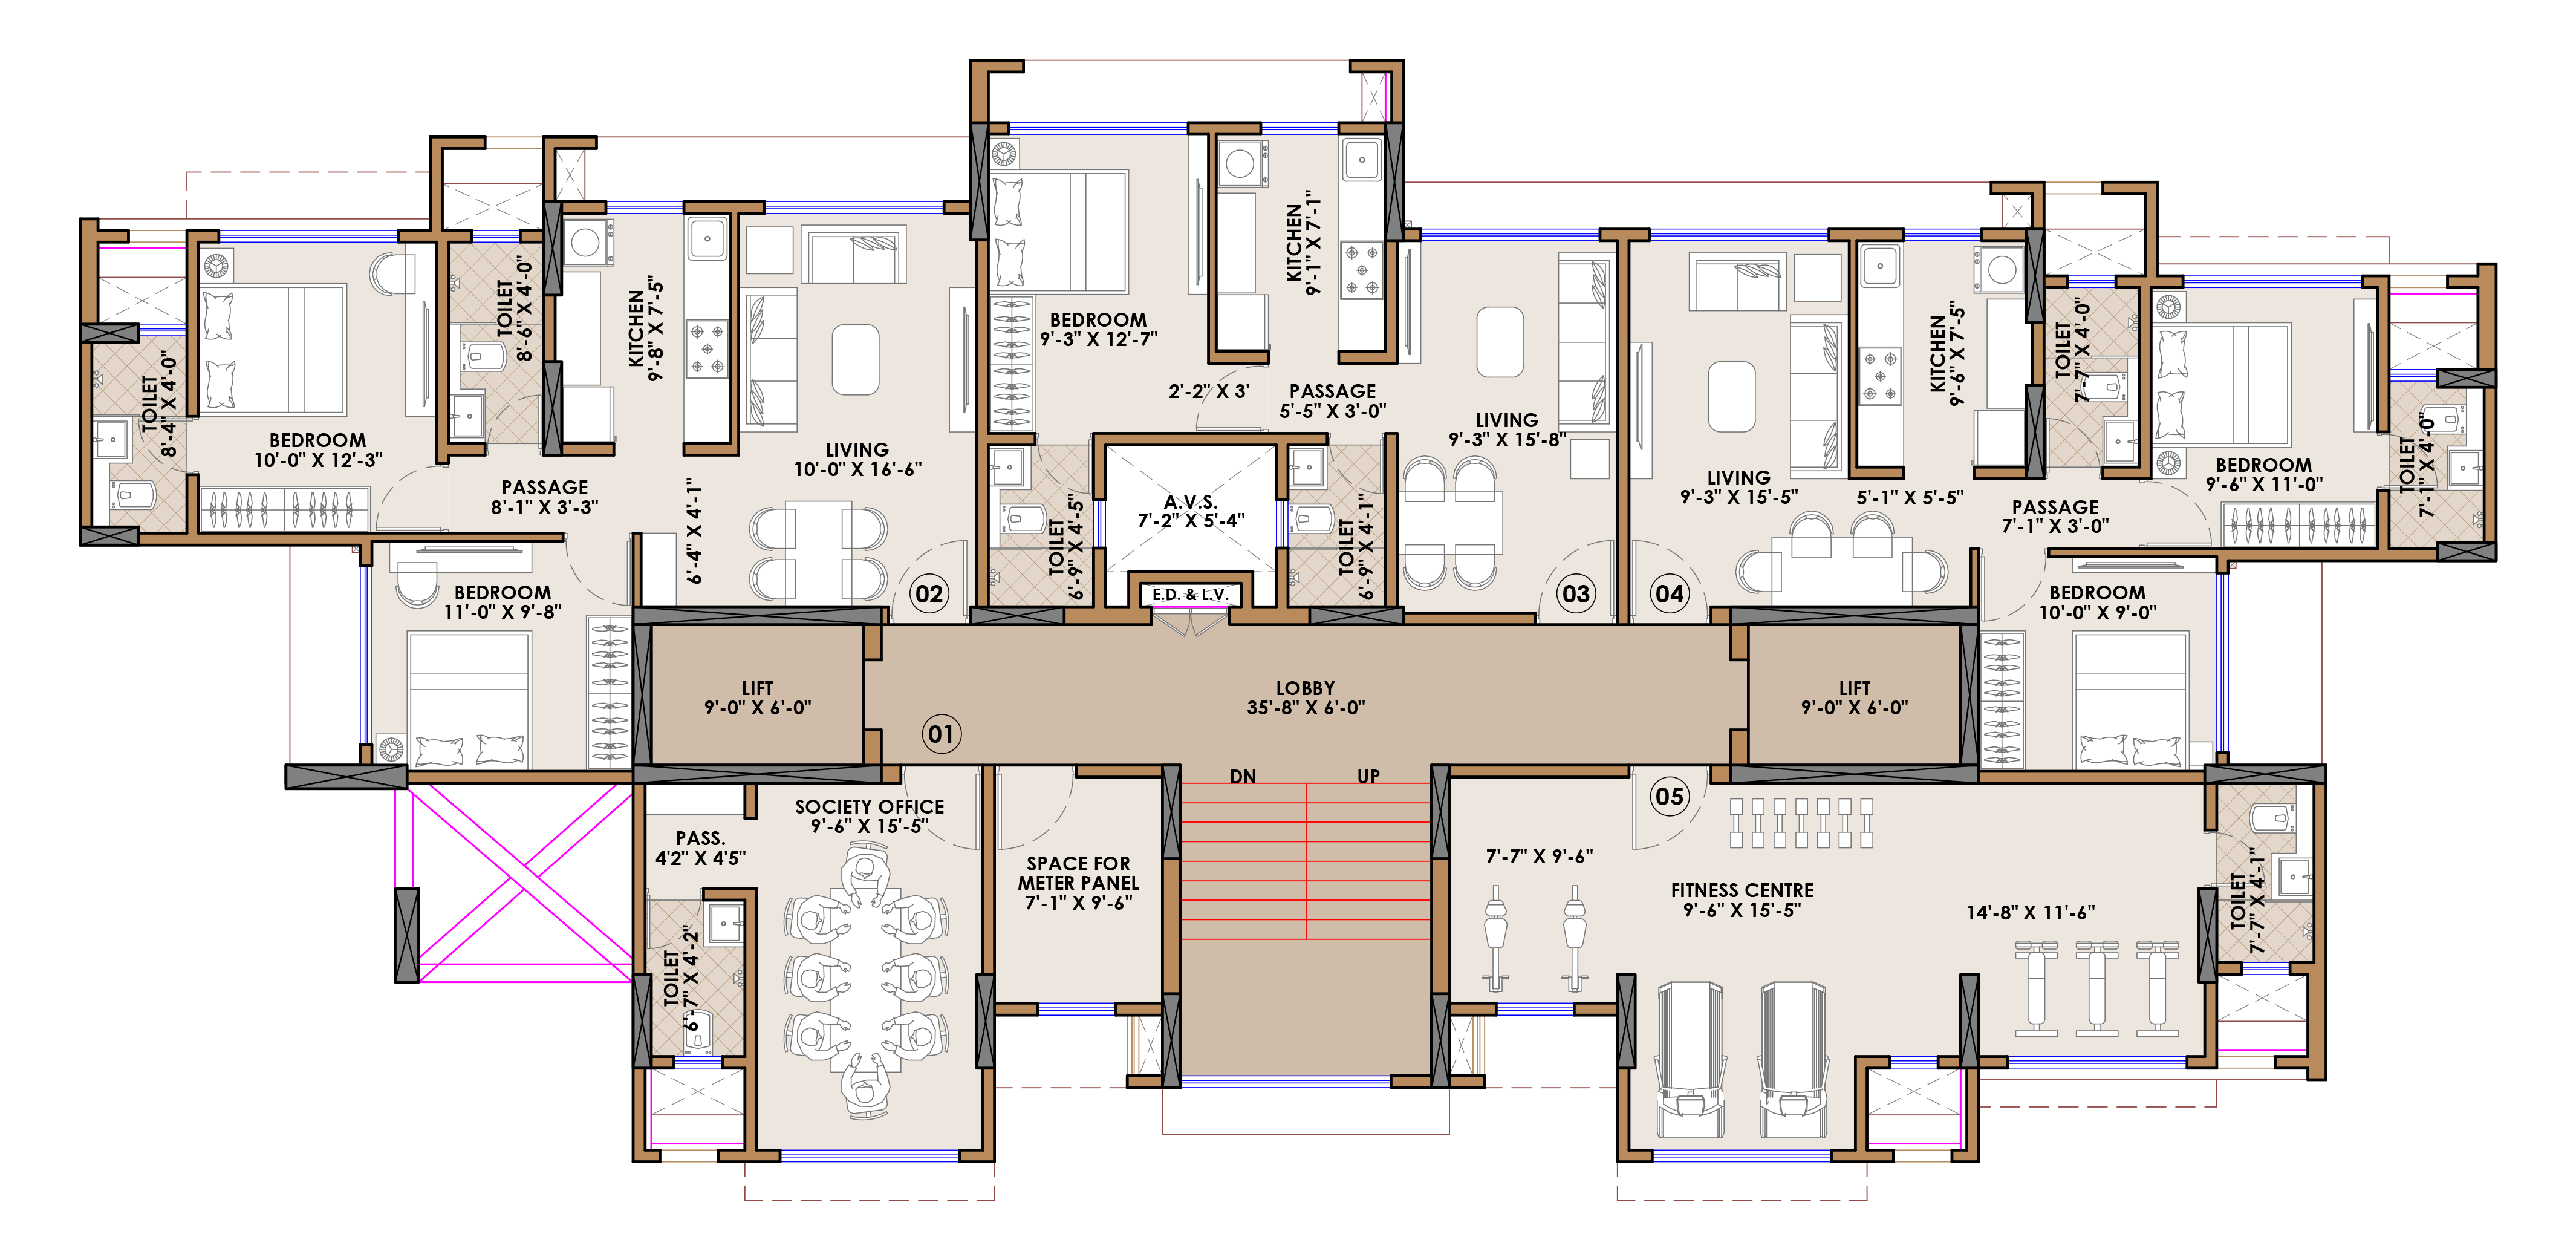 KITCHEN
9'-1" X 7'-1"
TOILET
8'-6" X 4'-0"
KITCHEN
9'-8" X 7'-5"
BEDROOM
9'-3" X 12'-7"
KITCHEN
9'-6" X 7'-5"
TOILET
7'-7" X 4'-0"
TOILET
8'-4" X 4'-0"
2'-2" X 3'
PASSAGE
5'-5" X 3'-0"
LIVING
9'-3" X 15'-8"
BEDROOM
10'-0" X 12'-3"
LIVING
10'-0" X 16'-6"
BEDROOM
9'-6" X 11'-0"
TOILET
7'-1" X 4'-0"
PASSAGE
8'-1" X 3'-3"
6'-4" X 4'-1"
LIVING
9'-3" X 15'-5"
5'-1" X 5'-5"
PASSAGE
7'-1" X 3'-0"
A.V.S.
7'-2" X 5'-4"
TOILET
6'-9" X 4'-5"
TOILET
6'-9" X 4'-1"
BEDROOM
11'-0" X 9'-8"
02
E.D. & L.V.
03
04
BEDROOM
10'-0" X 9'-0"
LIFT
9'-0" X 6'-0"
LOBBY
35'-8" X 6'-0"
LIFT
9'-0" X 6'-0"
01
DN
UP
05
SOCIETY OFFICE
9'-6" X 15'-5"
PASS.
4'2" X 4'5"
SPACE FOR
METER PANEL
7'-1" X 9'-6"
7'-7" X 9'-6"
FITNESS CENTRE
9'-6" X 15'-5"
14'-8" X 11'-6"
TOILET
7'-7" X 4'-1"
TOILET
6'-7" X 4'-2"